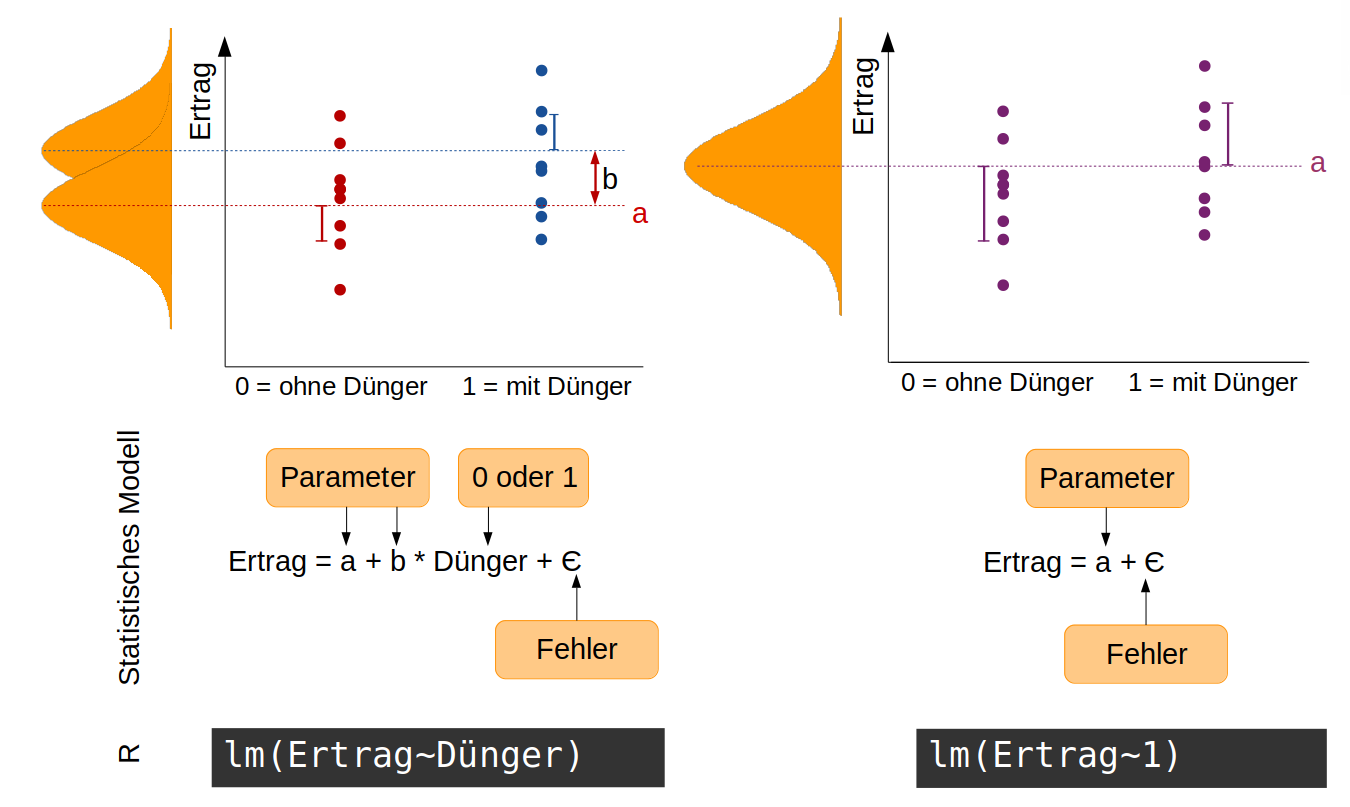 Ertrag
b
a
0 = ohne Dünger
1 = mit Dünger
Ertrag
a
0 = ohne Dünger
1 = mit Dünger
Statistisches Modell
Parameter
0 oder 1
Ertrag = a + b * Dünger + Є
Fehler
Parameter
Ertrag = a + Є
Fehler
R
lm(Ertrag~Dünger)
lm(Ertrag~1)